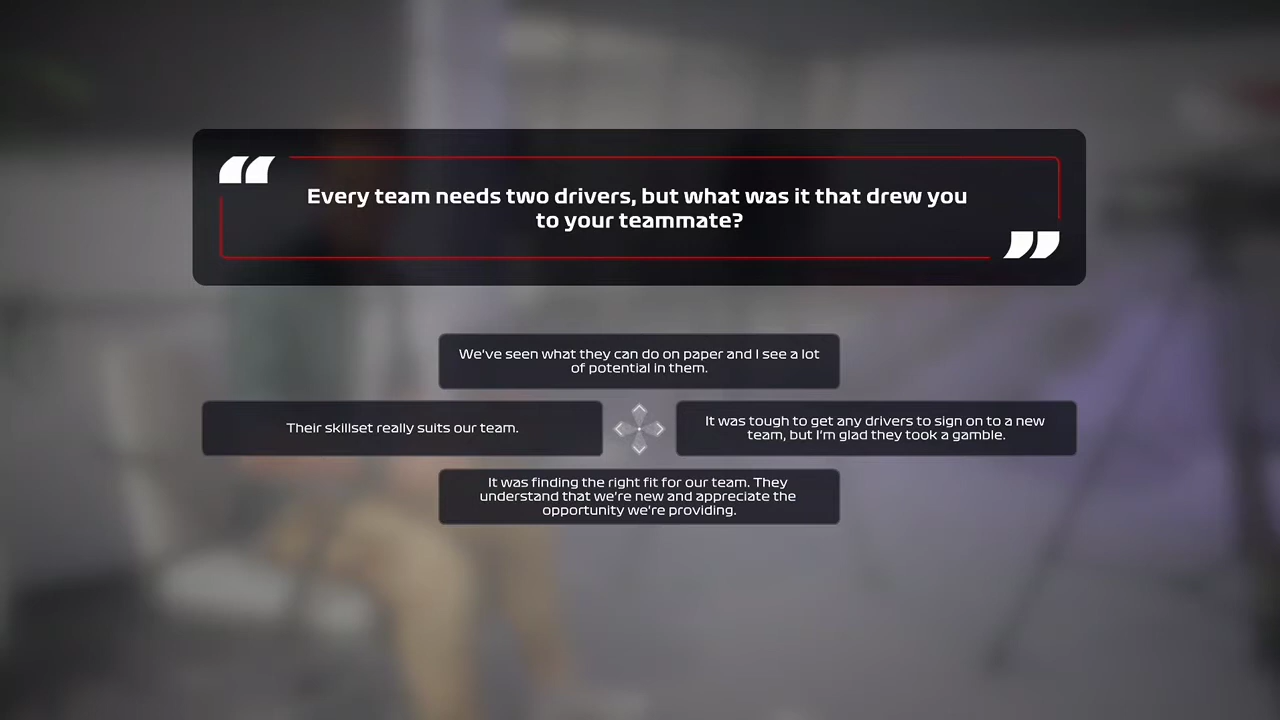 Every team needs two drivers, but what was it that drew you
to your teammate?
We've seen what they can do on paper and I see a lot
of potential in them.
Their skillset really suits our team.
It was tough to get any drivers to sign on to a new
team, but I'm glad they took a gamble.
It was finding the right fit for our team. They
understand that we're new and appreciate the
opportunity we're providing.